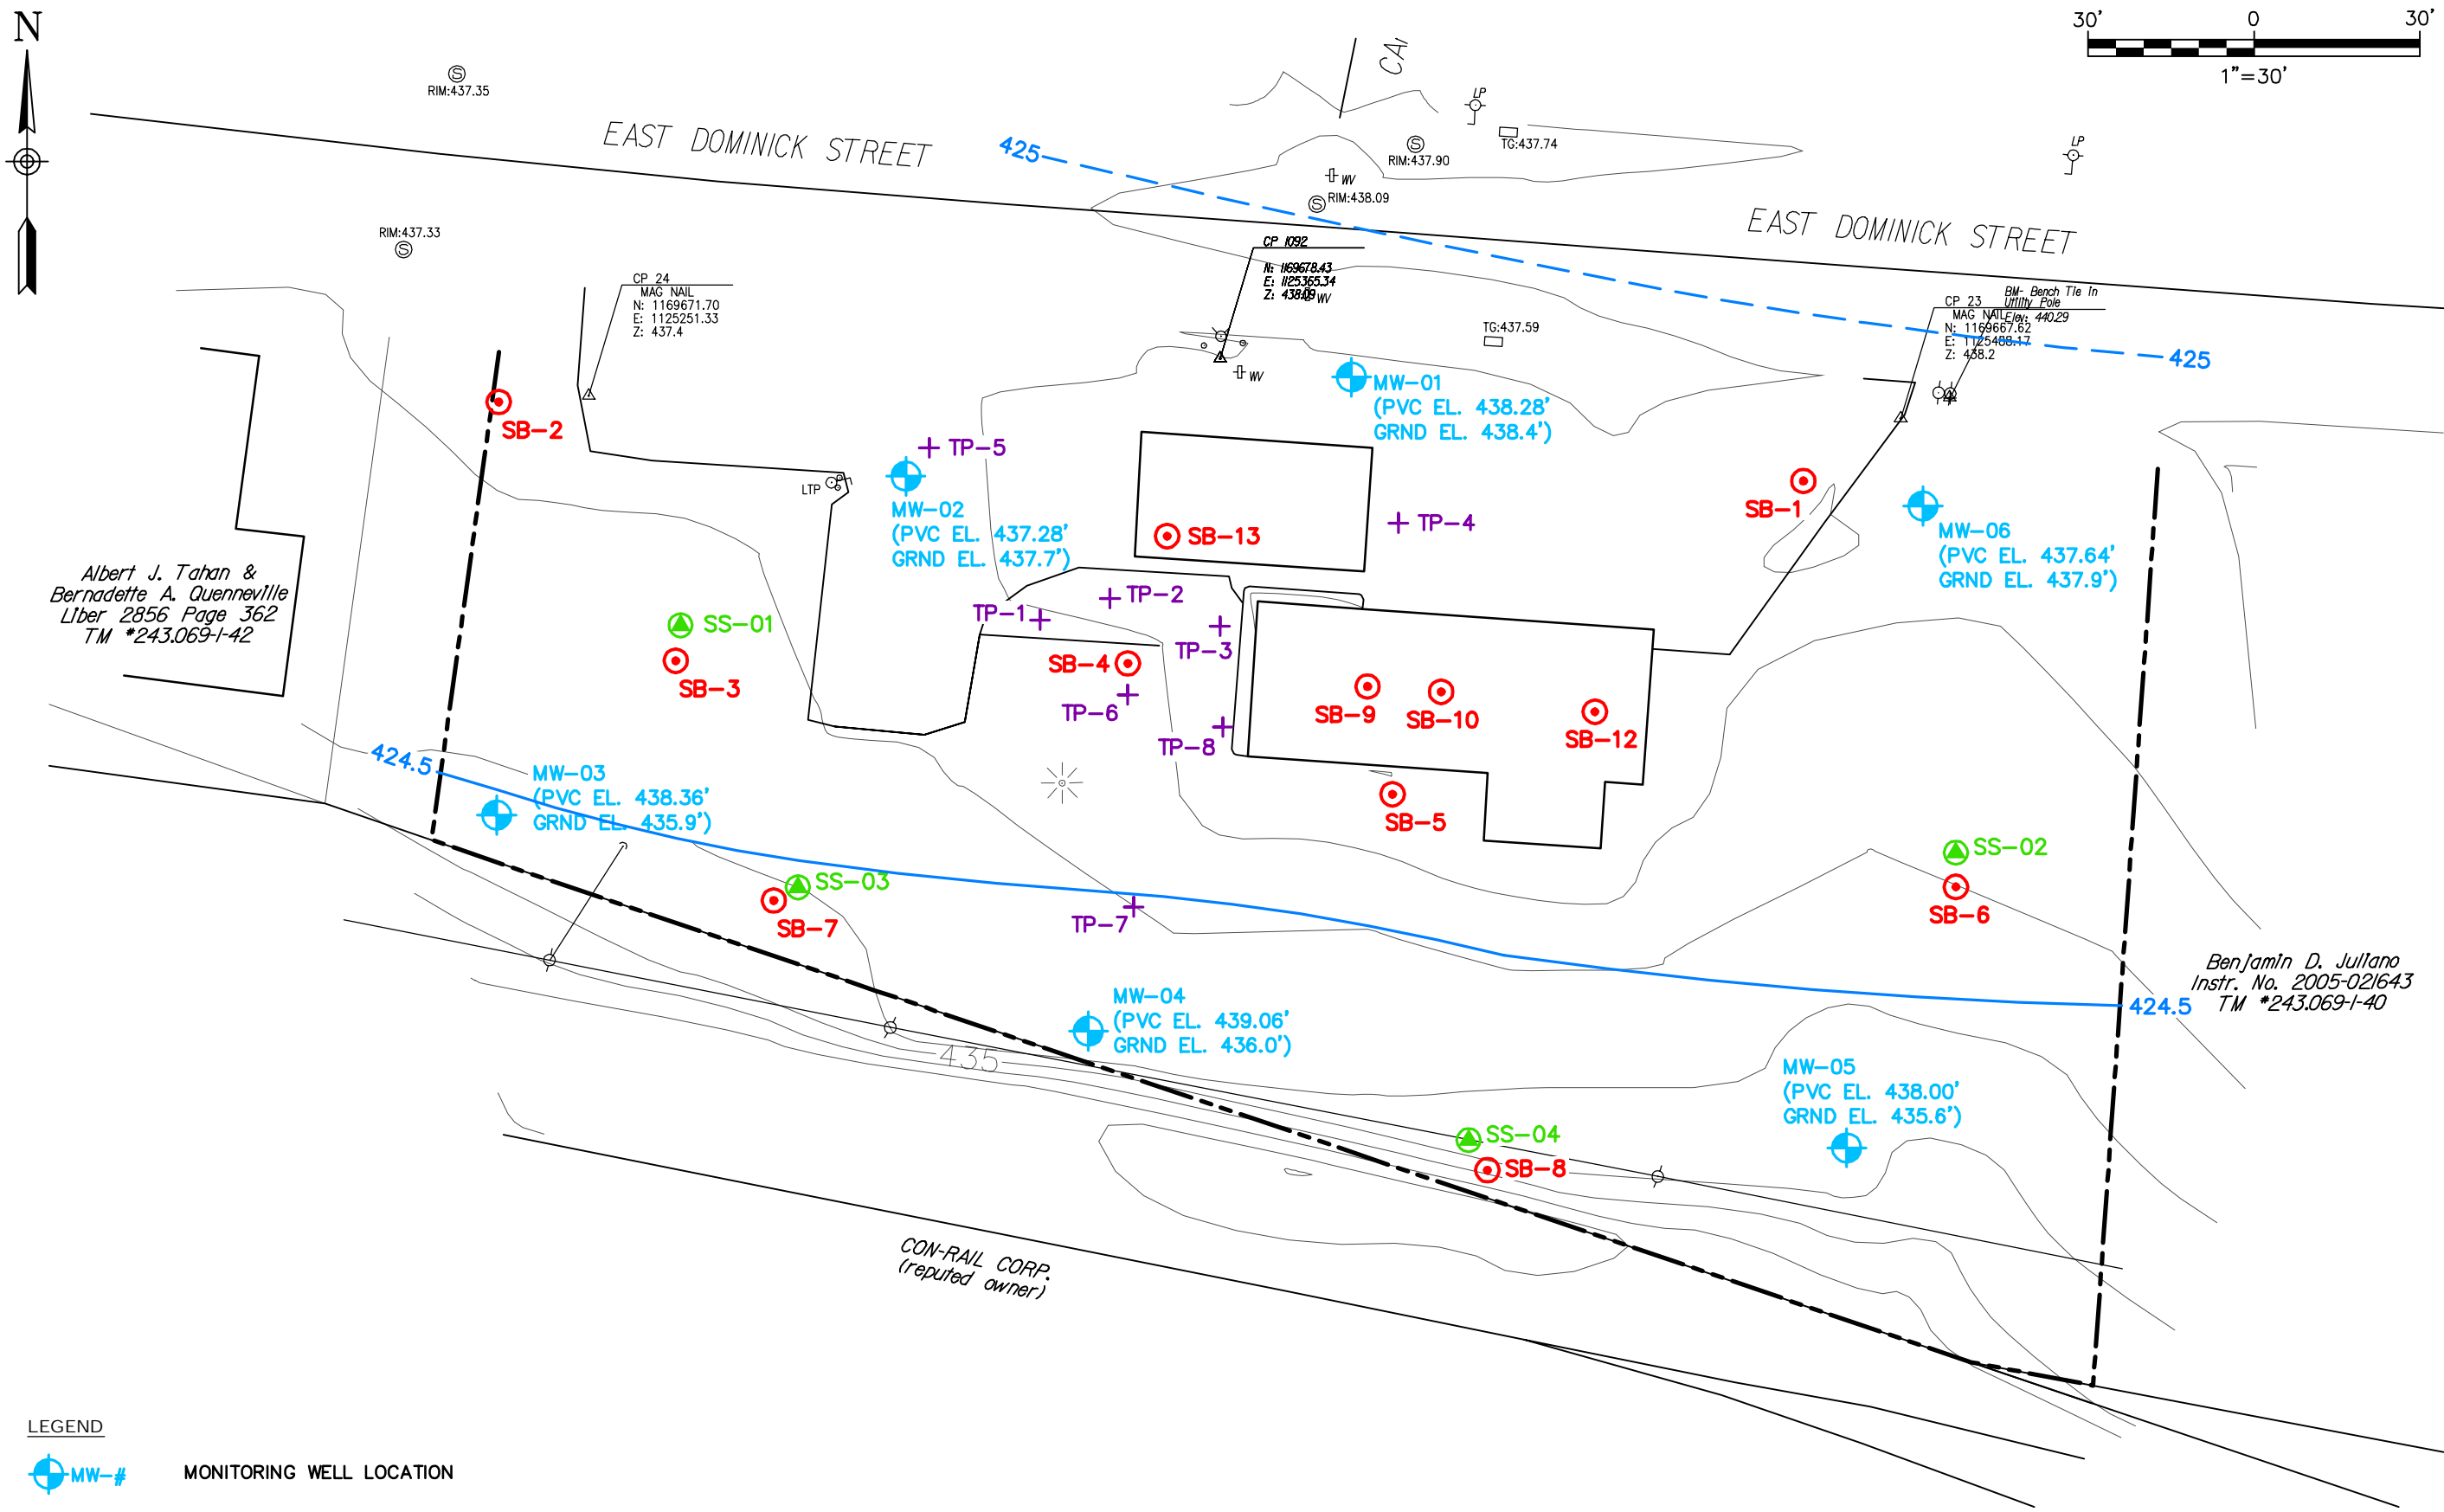 N
30' 0 30'
1"=30'
RIM:437.35
CAI
LP
EAST DOMINICK STREET
425
RIM:437.90
TG:437.74
LP
WV
RIM:438.09
RIM:437.33
EAST DOMINICK STREET
CP 24
MAG NAIL
N: 1169671.70
E: 1125251.33
Z: 437.4
CP 1092
N: 1169678.43
E: 1125365.34
Z: 438.09
WV
TG:437.59
WV
BM- Bench Tie in
Utility Pole
Elev: 440.29
CP 23
MAG NAIL
N: 1169667.62
E: 1125488.17
Z: 438.2
425
MW-01
(PVC EL. 438.28'
GRND EL. 438.4')
SB-2
TP-5
LTP
MW-02
(PVC EL. 437.28'
GRND EL. 437.7')
SB-13
TP-4
SB-1
MW-06
(PVC EL. 437.64'
GRND EL. 437.9')
Albert J. Tahan &
Bernadette A. Quenneville
Liber 2856 Page 362
TM #243.069-1-42
SS-01
SB-3
TP-1
TP-2
TP-3
SB-4
TP-6
TP-8
SB-9
SB-10
SB-12
SB-5
424.5
MW-03
(PVC EL. 438.36'
GRND EL. 435.9')
SS-03
SB-7
TP-7
SS-02
SB-6
Benjamin D. Juliano
Instr. No. 2005-021643
TM #243.069-1-40
424.5
MW-04
(PVC EL. 439.06'
GRND EL. 436.0')
435
MW-05
(PVC EL. 438.00'
GRND EL. 435.6')
SS-04
SB-8
CON-RAIL CORP.
(reputed owner)
LEGEND
MW-# MONITORING WELL LOCATION